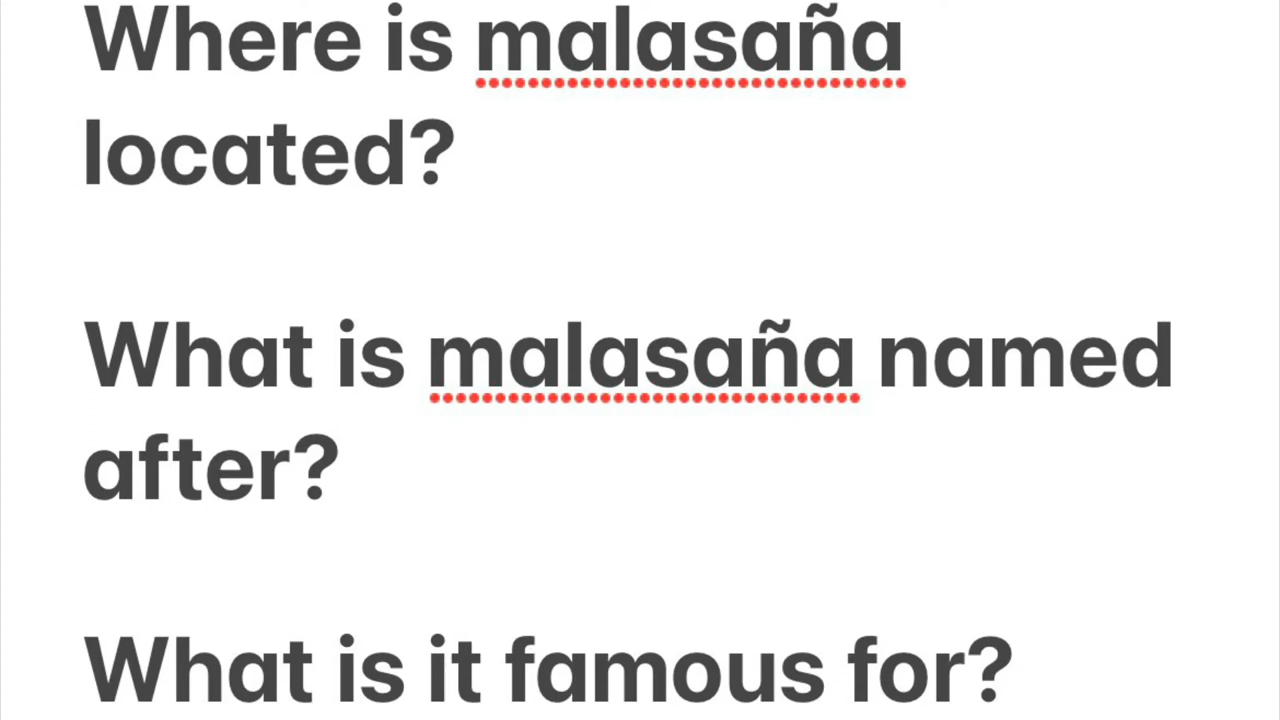 Where is malasaña
located?
What is malasaña named
after?
What is it famous for?